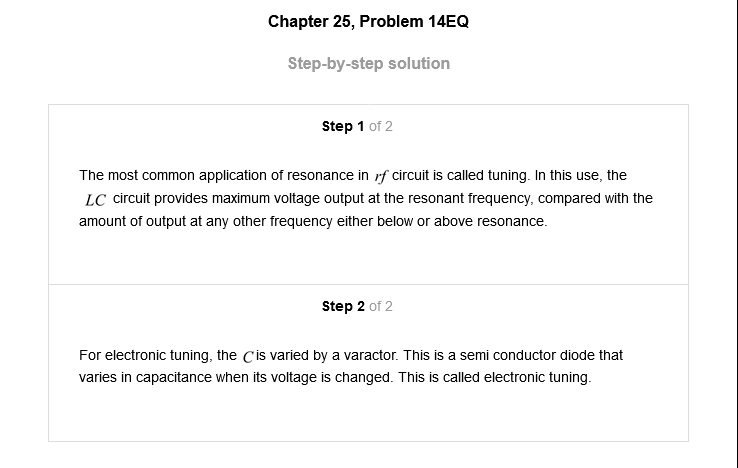 Chapter 25, Problem 14EQ
Step-by-step solution
Step 1 of 2
The most common application of resonance in rf circuit is called tuning. In this use, the
LC circuit provides maximum voltage output at the resonant frequency, compared with the
amount of output at any other frequency either below or above resonance.
Step 2 of 2
For electronic tuning, the C is varied by a varactor. This is a semi conductor diode that
varies in capacitance when its voltage is changed. This is called electronic tuning.